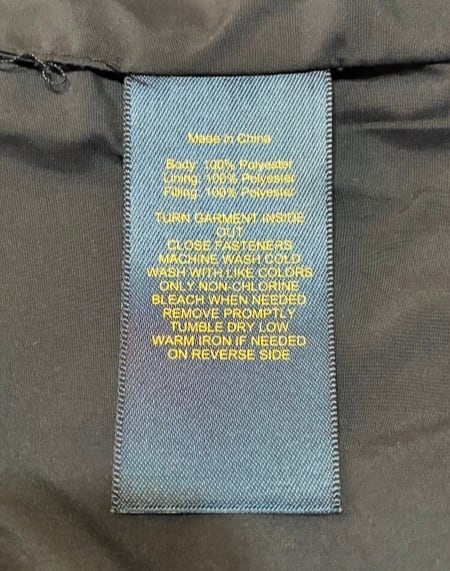 Made in China
Body: 100% Polyester
Lining: 100% Polyester
Filling: 100% Polyester
TURN GARMENT INSIDE
OUT
CLOSE FASTENERS
MACHINE WASH COLD
WASH WITH LIKE COLORS
ONLY NON-CHLORINE
BLEACH WHEN NEEDED
REMOVE PROMPTLY
TUMBLE DRY LOW
WARM IRON IF NEEDED
ON REVERSE SIDE